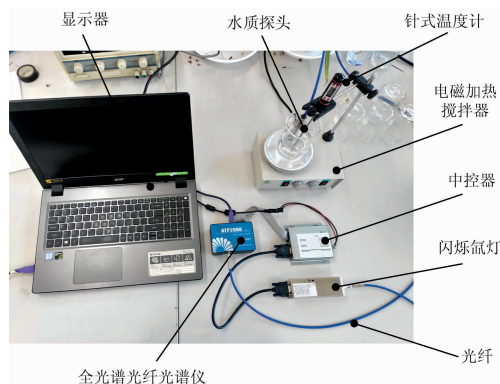 显示器
水质探头
针式温度计
电磁加热
搅拌器
中控器
闪烁氙灯
光纤
全光谱光纤光谱仪
acer